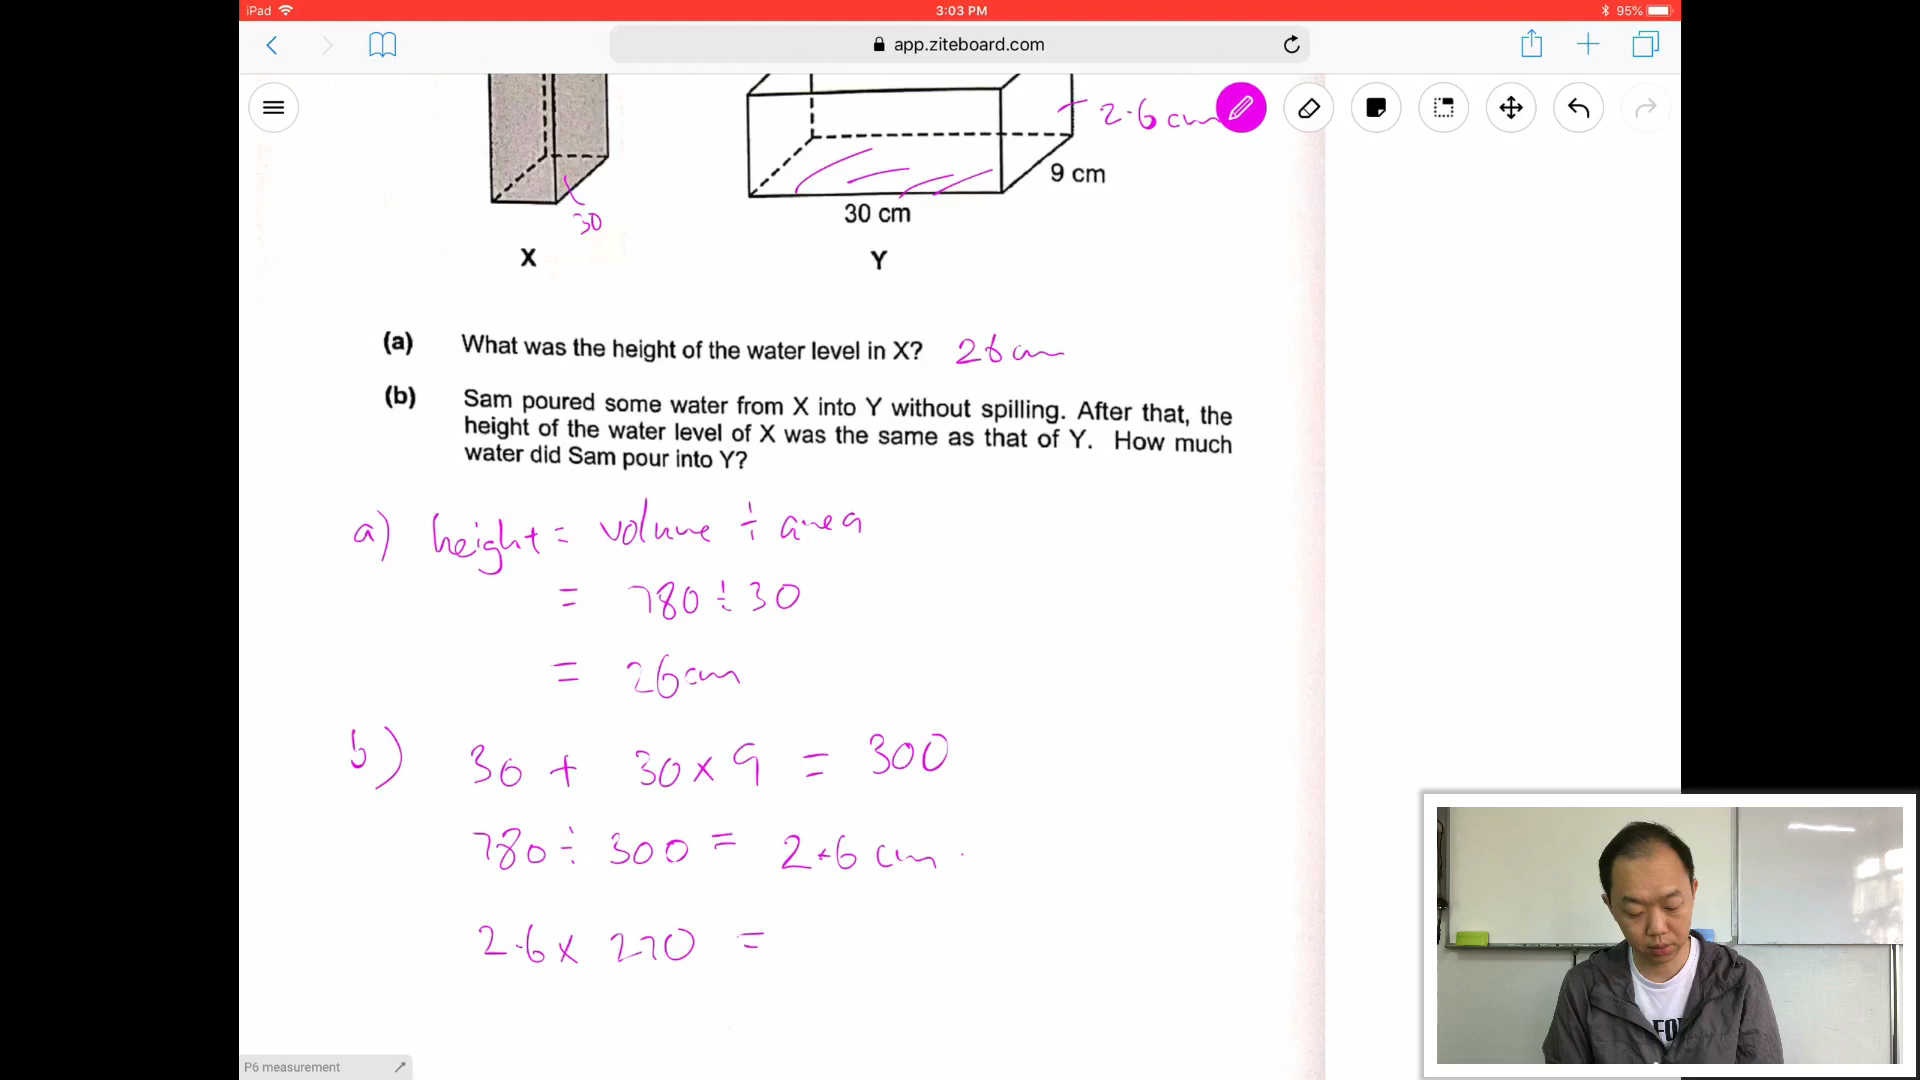 iPad 3:03 PM 95%
app.ziteboard.com
2.6 cm
9 cm
30 cm
30
X Y
(a) What was the height of the water level in X? 26 cm
(b) Sam poured some water from X into Y without spilling. After that, the
height of the water level of X was the same as that of Y. How much
water did Sam pour into Y?
a) height = volume ÷ area
= 780 ÷ 30
= 26 cm
b) 30 + 30 x 9 = 300
780 ÷ 300 = 2.6 cm
2.6 x 270 =
P6 measurement